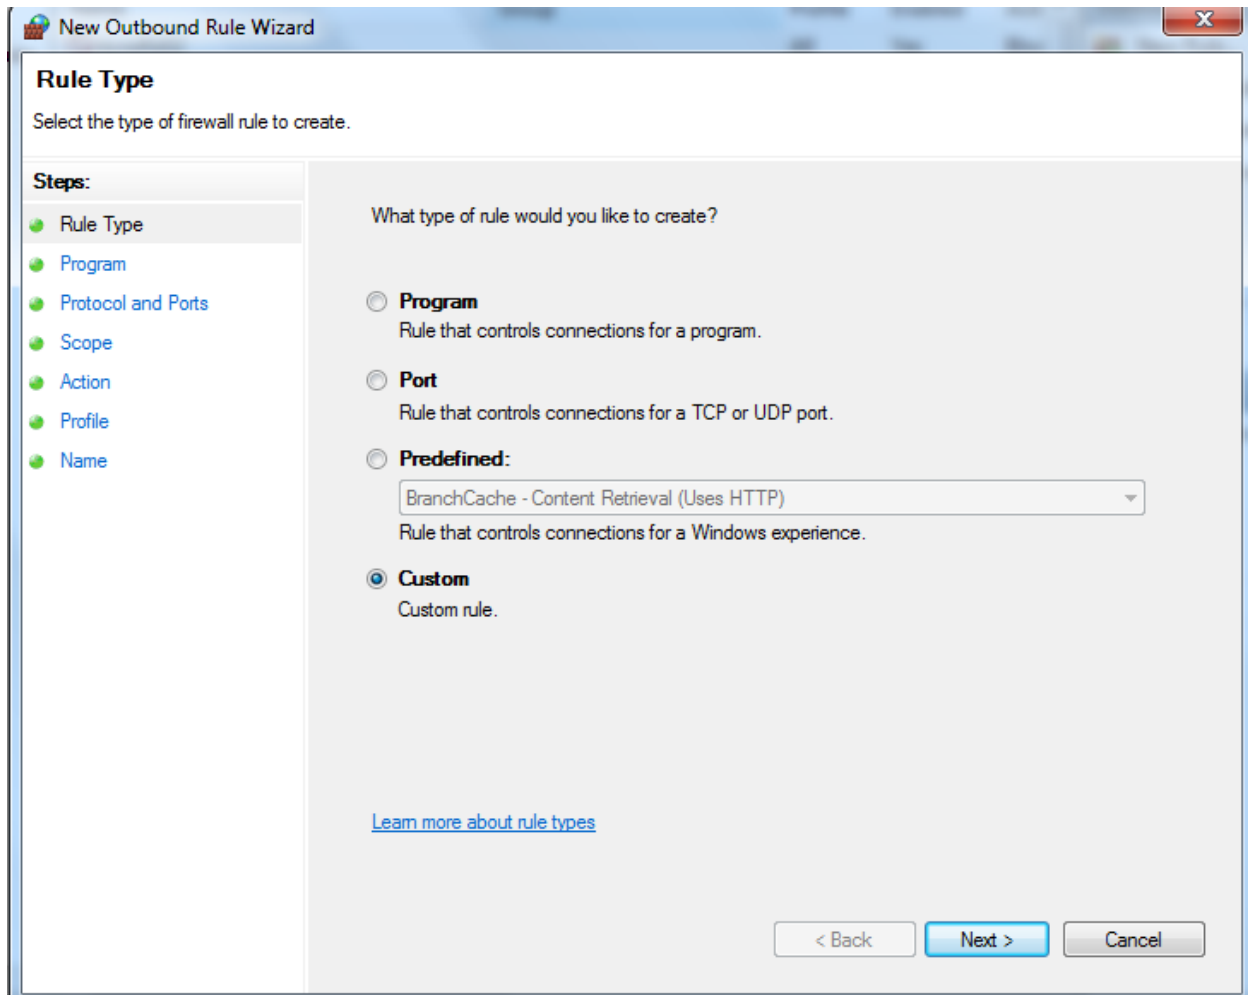 New Outbound Rule Wizard
X
Rule Type
Select the type of firewall rule to create.
Steps:
Rule Type
Program
Protocol and Ports
Scope
Action
Profile
Name
What type of rule would you like to create?
Program
Rule that controls connections for a program.
Port
Rule that controls connections for a TCP or UDP port.
Predefined:
BranchCache - Content Retrieval (Uses HTTP)
Rule that controls connections for a Windows experience.
Custom
Custom rule.
Learn more about rule types
< Back
Next >
Cancel